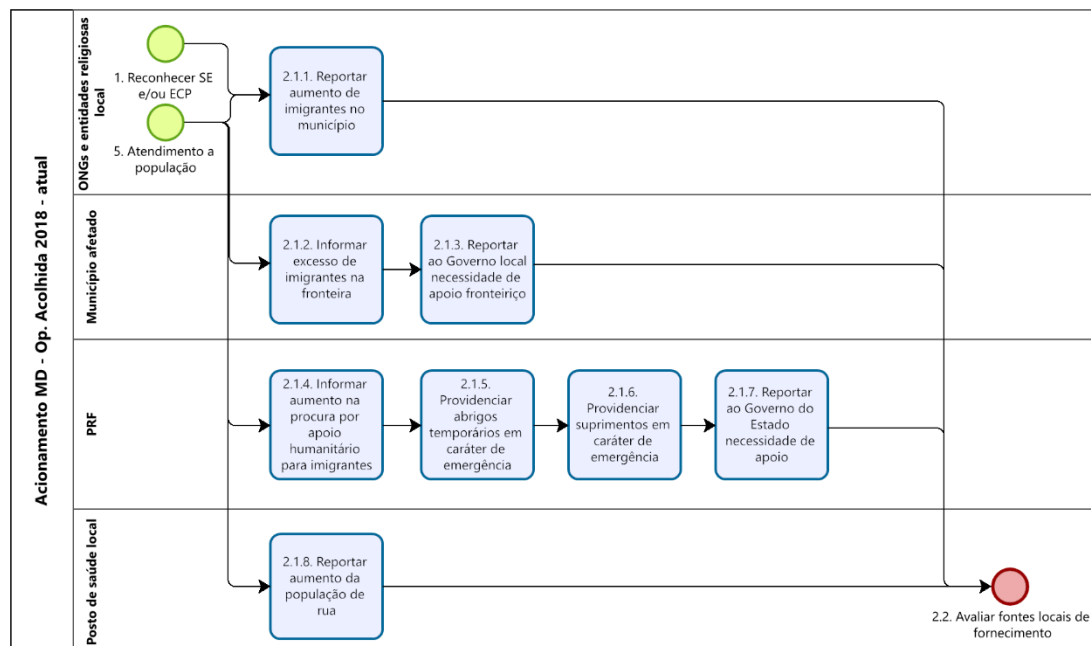 Acionamento MD - Op. Acolhida 2018 - atual
ONGs e entidades religiosas
local
1. Reconhecer SE
e/ou ECP
5. Atendimento a
população
2.1.1. Reportar
aumento de
imigrantes no
município
Município afetado
2.1.2. Informar
excesso de
imigrantes na
fronteira
2.1.3. Reportar
ao Governo local
necessidade de
apoio fronteiriço
PRF
2.1.4. Informar
aumento na
procura por
apoio
humanitário
para imigrantes
2.1.5.
Providenciar
abrigos
temporários em
caráter de
emergência
2.1.6.
Providenciar
suprimentos em
caráter de
emergência
2.1.7. Reportar
ao Governo do
Estado
necessidade de
apoio
Posto de saúde local
2.1.8. Reportar
aumento da
população de
rua
2.2. Avaliar fontes locais de
fornecimento